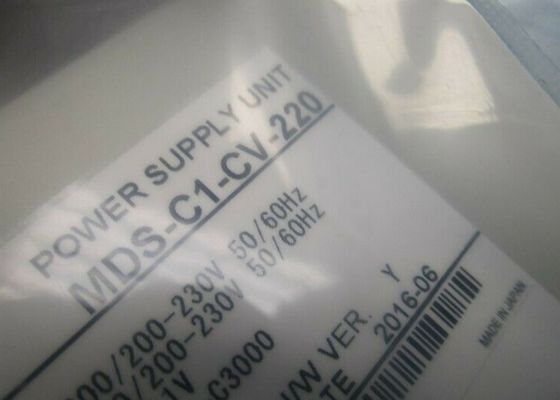 POWER SUPPLY UNIT
MDS-C1-CV-220
00/200-230V 50/60Hz
0/200-230V 50/60Hz
1V
C3000
/W VER. Y
TE 2016-06
MADE IN JAPAN